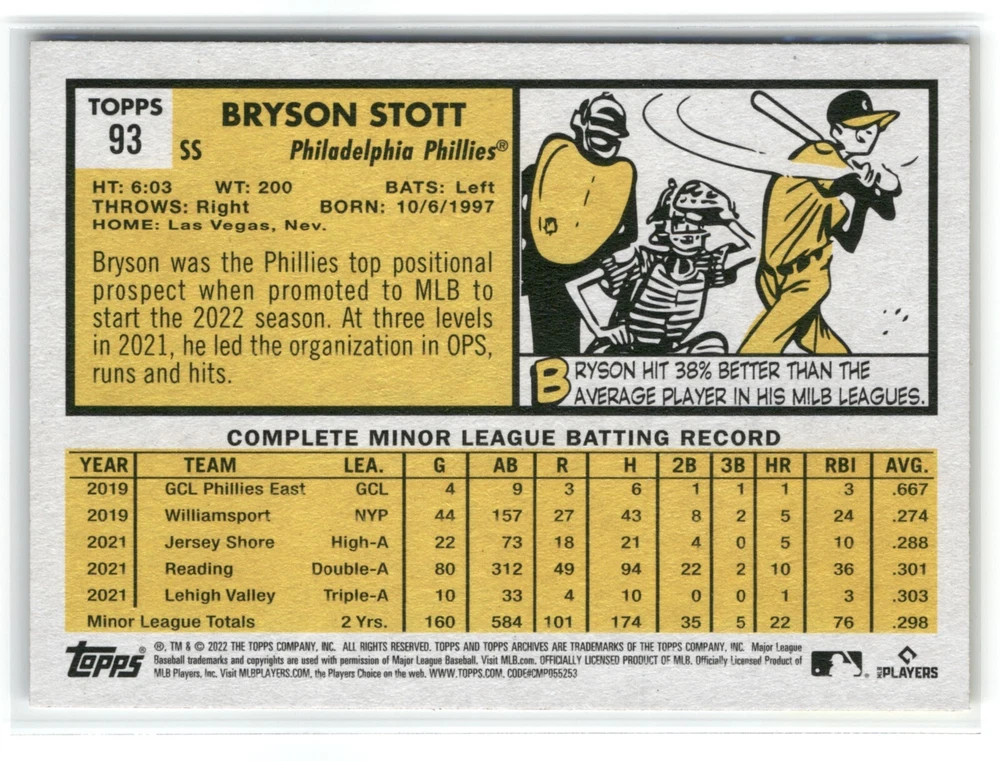 TOPPS
93
BRYSON STOTT
SS
Philadelphia Phillies®
HT: 6:03 WT: 200 BATS: Left
THROWS: Right BORN: 10/6/1997
HOME: Las Vegas, Nev.
Bryson was the Phillies top positional
prospect when promoted to MLB to
start the 2022 season. At three levels
in 2021, he led the organization in OPS,
runs and hits.
BRYSON HIT 38% BETTER THAN THE
AVERAGE PLAYER IN HIS MILB LEAGUES.
COMPLETE MINOR LEAGUE BATTING RECORD
YEAR TEAM LEA. G AB R H 2B 3B HR RBI AVG.
2019 GCL Phillies East GCL 4 9 3 6 1 1 1 3 .667
2019 Williamsport NYP 44 157 27 43 8 2 5 24 .274
2021 Jersey Shore High-A 22 73 18 21 4 0 5 10 .288
2021 Reading Double-A 80 312 49 94 22 2 10 36 .301
2021 Lehigh Valley Triple-A 10 33 4 10 0 0 1 3 .303
Minor League Totals 2 Yrs. 160 584 101 174 35 5 22 76 .298
Topps®
®, TM & © 2022 THE TOPPS COMPANY, INC. ALL RIGHTS RESERVED. TOPPS AND TOPPS ARCHIVES ARE TRADEMARKS OF THE TOPPS COMPANY, INC. Major League
Baseball trademarks and copyrights are used with permission of Major League Baseball. Visit MLB.com. OFFICIALLY LICENSED PRODUCT OF MLB. Officially Licensed Product of
MLB Players, Inc. Visit MLBPLAYERS.COM, the Players Choice on the web. WWW.TOPPS.COM. CODE#CMP055253
MLB PLAYERS